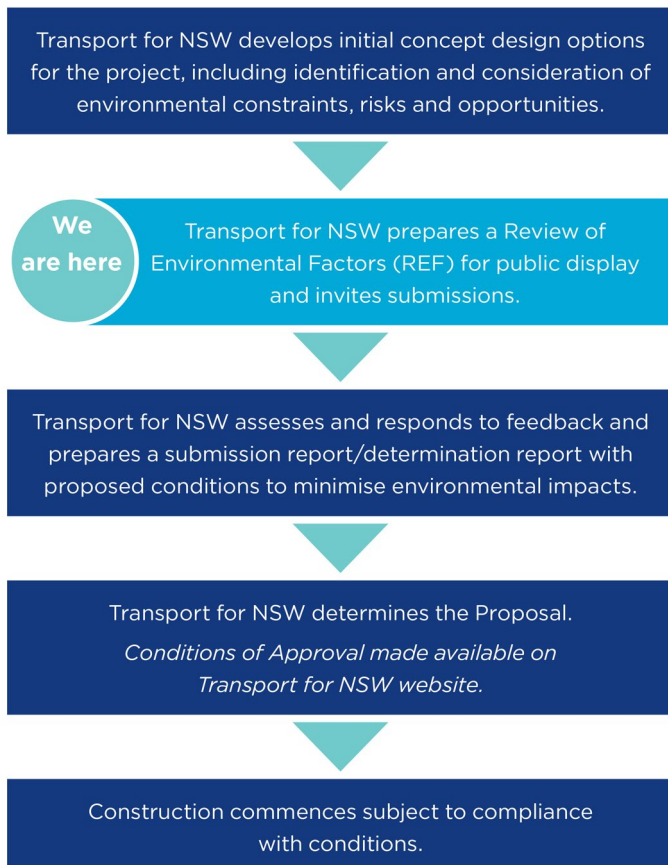 Transport for NSW develops initial concept design options
for the project, including identification and consideration of
environmental constraints, risks and opportunities.
We
are here
Transport for NSW prepares a Review of
Environmental Factors (REF) for public display
and invites submissions.
Transport for NSW assesses and responds to feedback and
prepares a submission report/determination report with
proposed conditions to minimise environmental impacts.
Transport for NSW determines the Proposal.
Conditions of Approval made available on
Transport for NSW website.
Construction commences subject to compliance
with conditions.